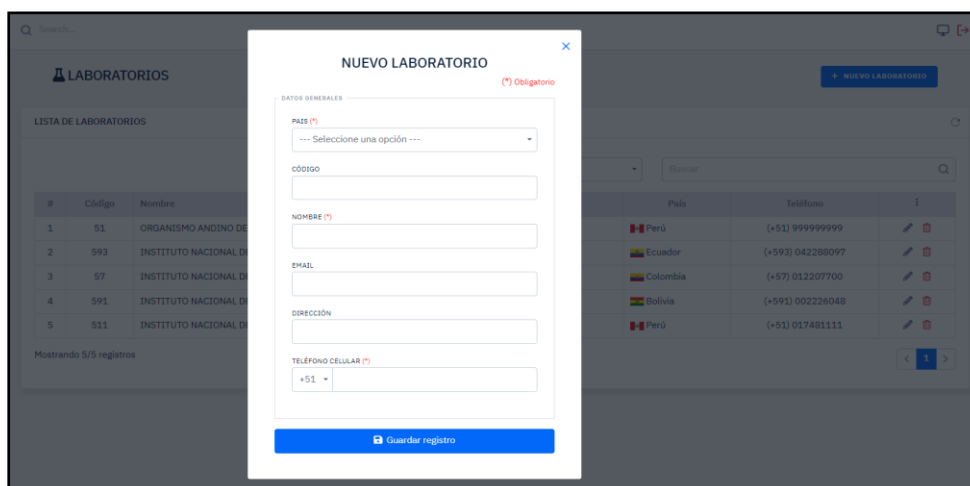 Search...
LABORATORIOS
+ NUEVO LABORATORIO
LISTA DE LABORATORIOS
Buscar
# Código Nombre País Teléfono
1 51 ORGANISMO ANDINO DE Perú (+51) 999999999
2 593 INSTITUTO NACIONAL DE Ecuador (+593) 042288097
3 57 INSTITUTO NACIONAL DE Colombia (+57) 012207700
4 591 INSTITUTO NACIONAL DE Bolivia (+591) 002226048
5 511 INSTITUTO NACIONAL DE Perú (+51) 017481111
Mostrando 5/5 registros
< 1 >
×
NUEVO LABORATORIO
(*) Obligatorio
DATOS GENERALES
PAIS (*)
--- Seleccione una opción ---
CÓDIGO
NOMBRE (*)
EMAIL
DIRECCIÓN
TELÉFONO CELULAR (*)
+51
Guardar registro